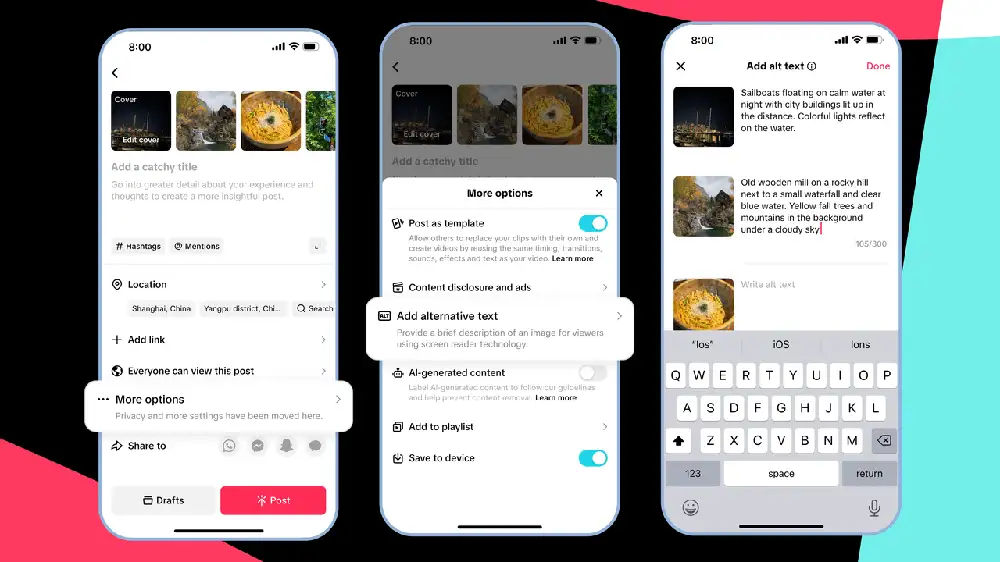 8:00
Cover
Edit cover
Add a catchy title
Go into greater detail about your experience and
thoughts to create a more insightful post.
# Hashtags
@ Mentions
Location
Shanghai, China
Yangpu district, Chi...
Search
Add link
Everyone can view this post
More options
Privacy and more settings have been moved here.
Share to
Drafts
Post
8:00
Cover
Edit cover
Add a catchy title
More options
Post as template
Allow others to replace your clips with their own and
create videos by reusing the same timing, transitions,
sounds, effects and text as your video. Learn more
Content disclosure and ads
ALT
Add alternative text
Provide a brief description of an image for viewers
using screen reader technology.
AI-generated content
Label AI-generated content to follow our guidelines
and help prevent content removal. Learn more
Add to playlist
Save to device
8:00
Add alt text
Done
Sailboats floating on calm water at
night with city buildings lit up in
the distance. Colorful lights reflect
on the water.
Old wooden mill on a rocky hill
next to a small waterfall and clear
blue water. Yellow fall trees and
mountains in the background
under a cloudy sky
105/300
Write alt text
"Ios"
iOS
Ions
Q W E R T Y U I O P
A S D F G H J K L
Z X C V B N M
123
space
return